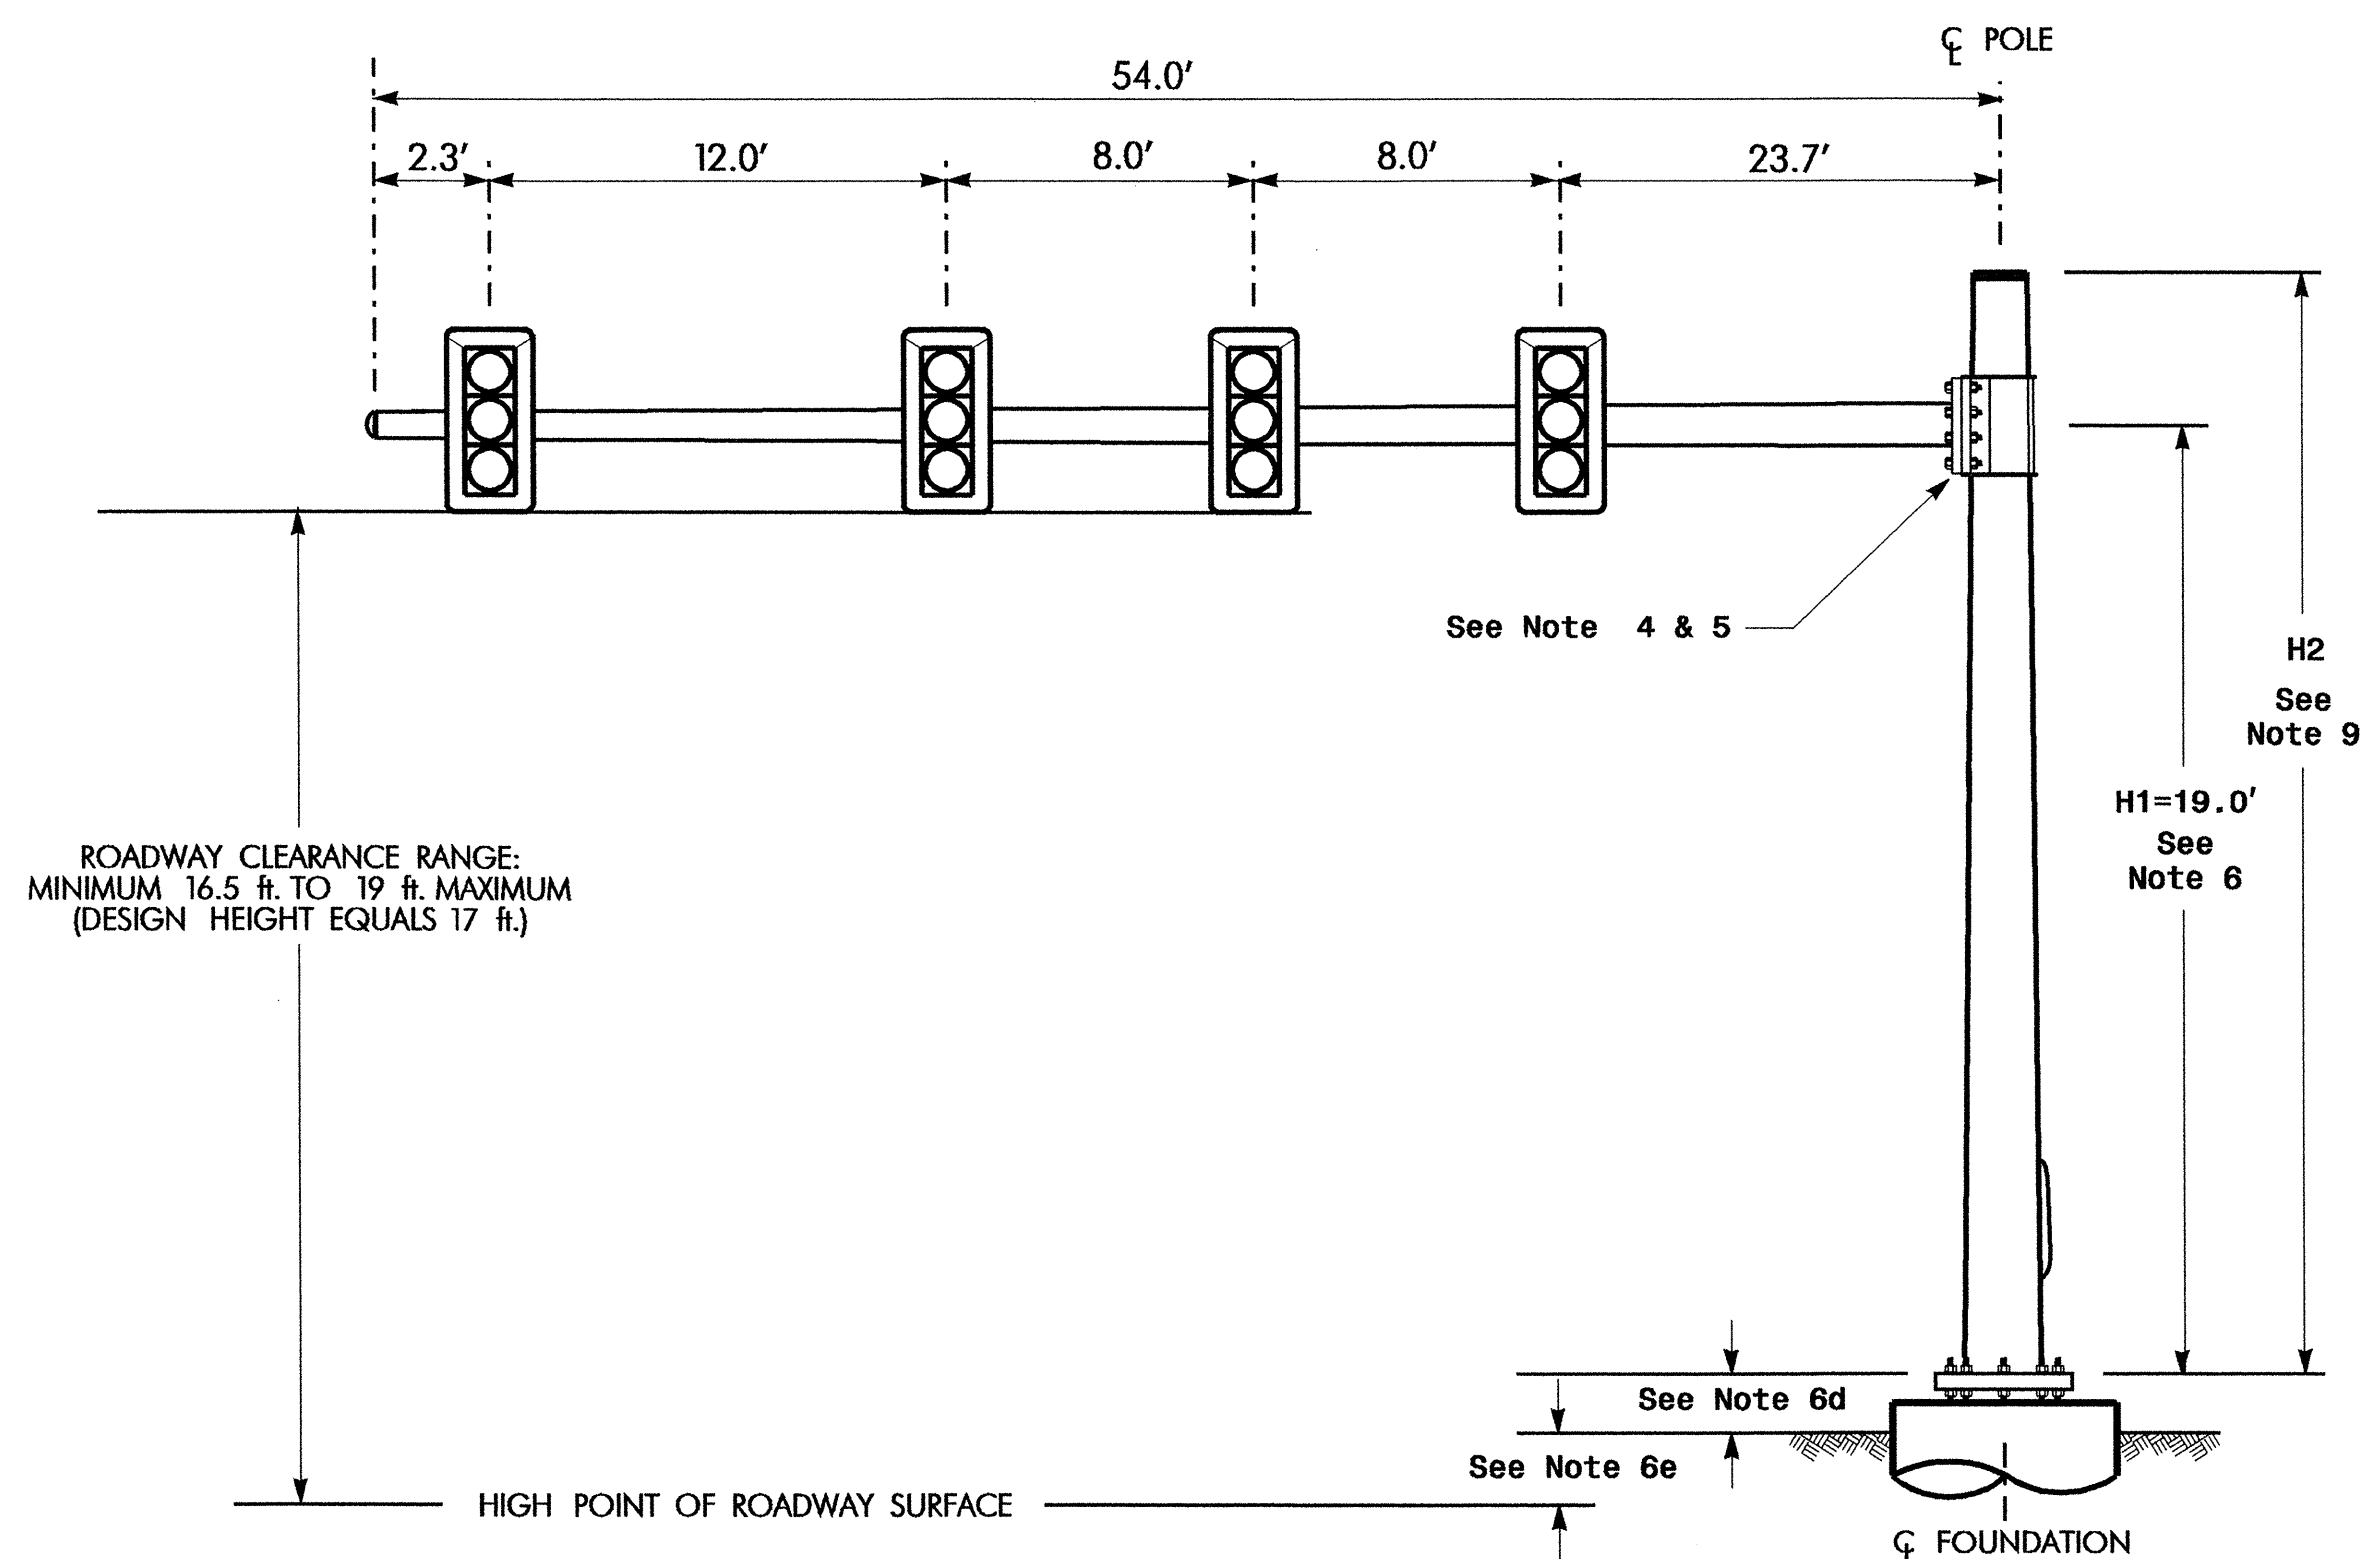 ℄ POLE
54.0'
2.3' 12.0' 8.0' 8.0' 23.7'
See Note 4 & 5
H2
See
Note 9
H1=19.0'
See
Note 6
ROADWAY CLEARANCE RANGE:
MINIMUM 16.5 ft. TO 19 ft. MAXIMUM
(DESIGN HEIGHT EQUALS 17 ft.)
See Note 6d
See Note 6e
HIGH POINT OF ROADWAY SURFACE
℄ FOUNDATION